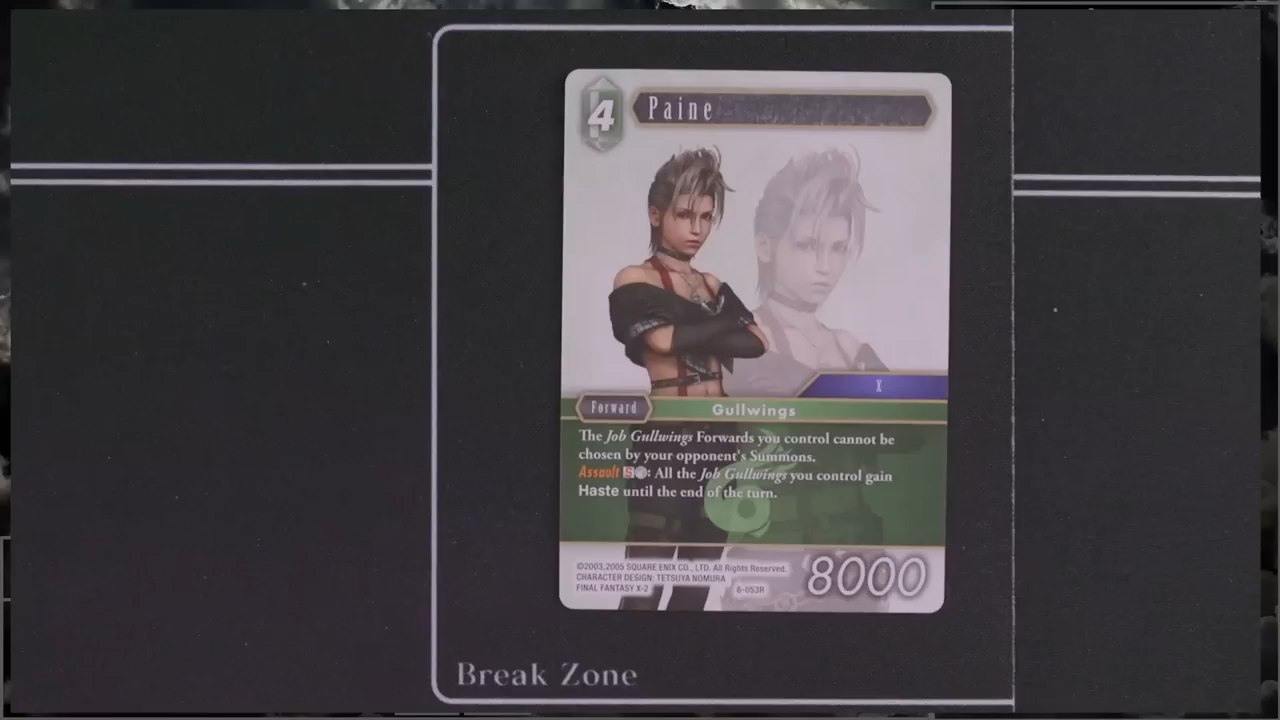 4
Paine
X
Forward
Gullwings
The Job Gullwings Forwards you control cannot be
chosen by your opponent's Summons.
Assault S: All the Job Gullwings you control gain
Haste until the end of the turn.
©2003,2005 SQUARE ENIX CO., LTD. All Rights Reserved.
CHARACTER DESIGN: TETSUYA NOMURA
FINAL FANTASY X-2
6-053R
8000
Break Zone